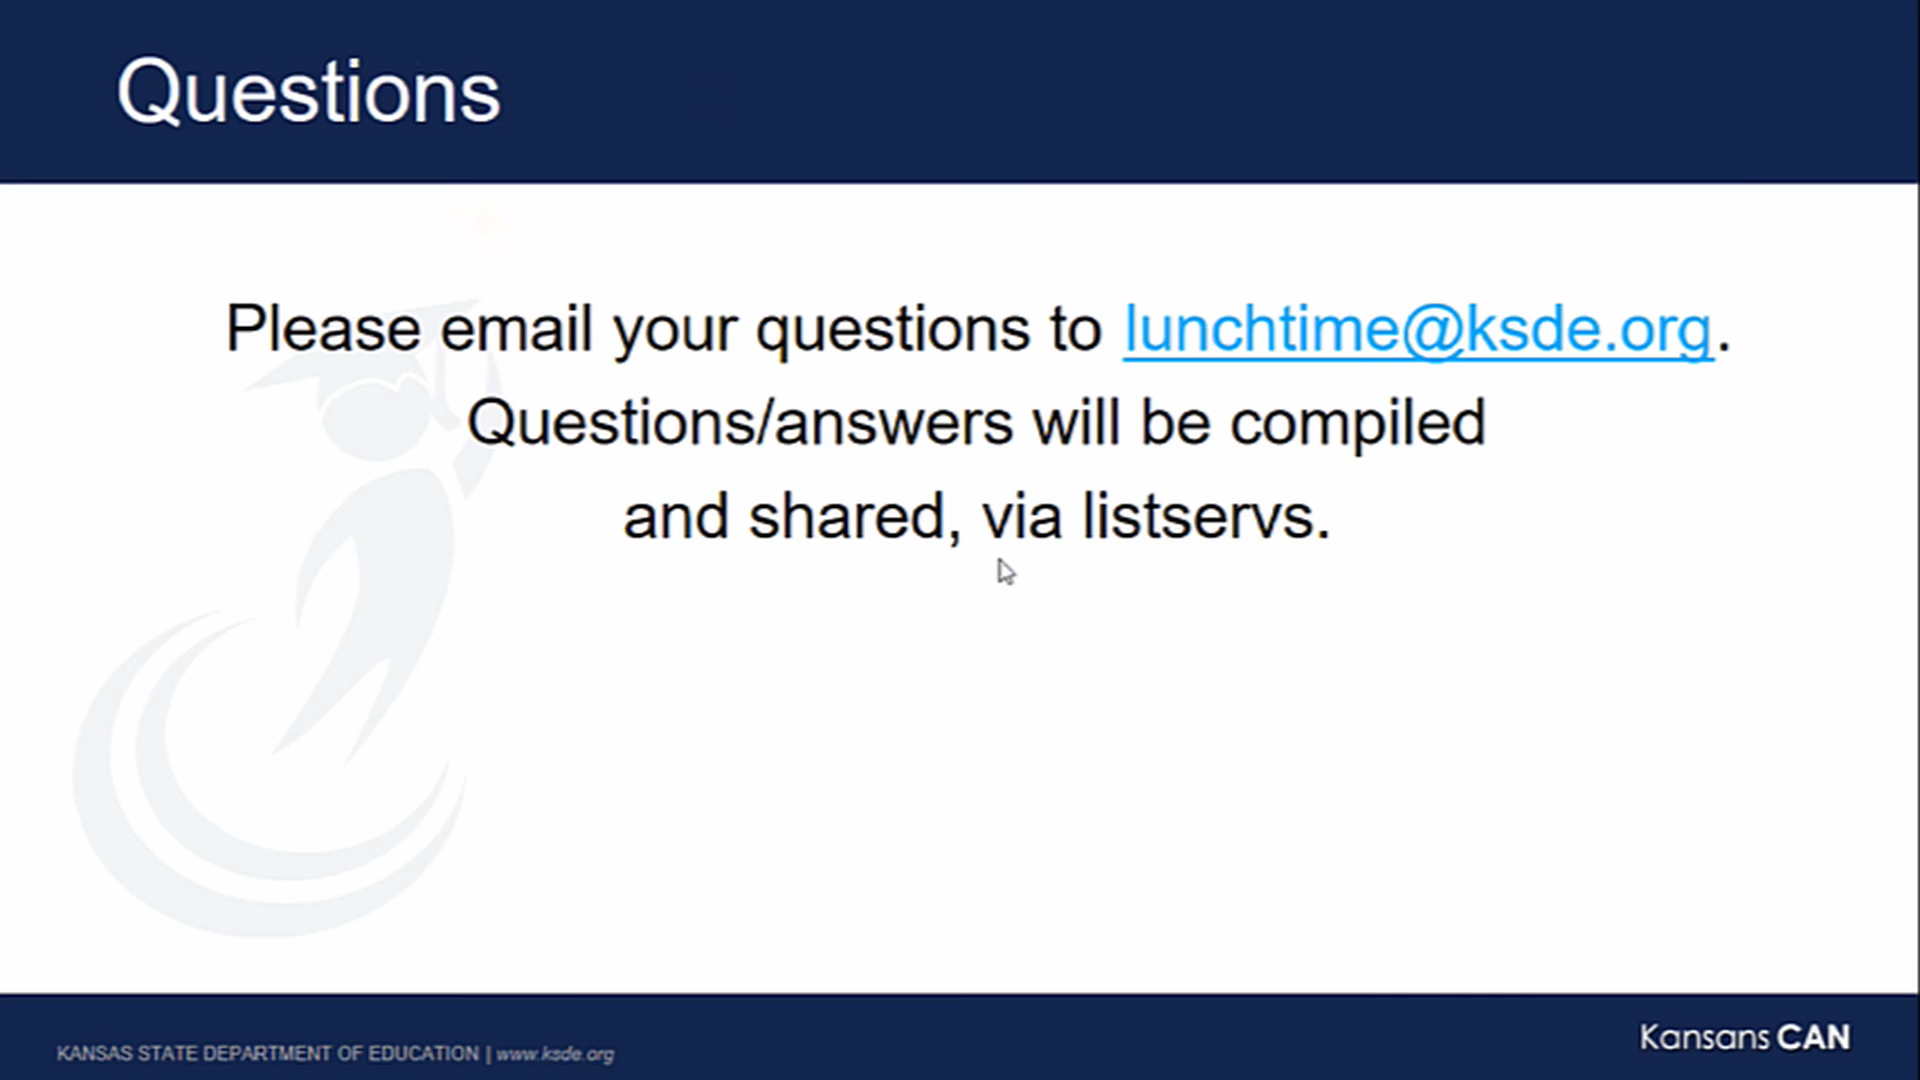 Questions
Please email your questions to lunchtime@ksde.org.
Questions/answers will be compiled
and shared, via listservs.
KANSAS STATE DEPARTMENT OF EDUCATION | www.ksde.org
Kansans CAN